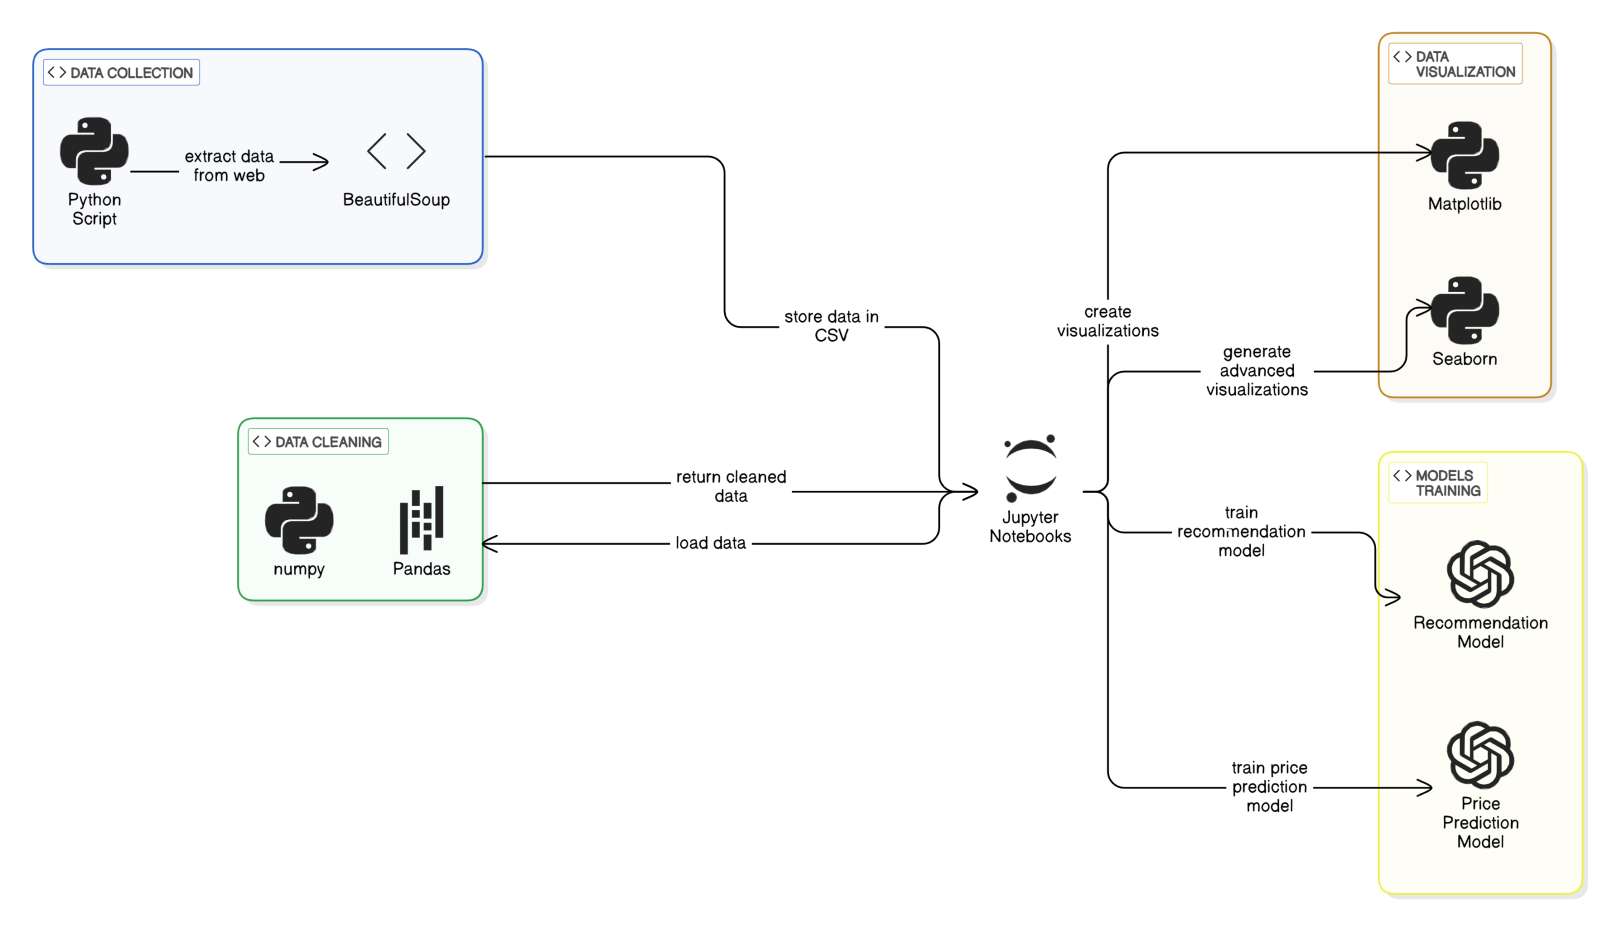 DATA COLLECTION
Python
Script
extract data
from web
BeautifulSoup
store data in
CSV
DATA CLEANING
numpy
Pandas
return cleaned
data
load data
Jupyter
Notebooks
create
visualizations
generate
advanced
visualizations
DATA
VISUALIZATION
Matplotlib
Seaborn
train
recommendation
model
train price
prediction
model
MODELS
TRAINING
Recommendation
Model
Price
Prediction
Model